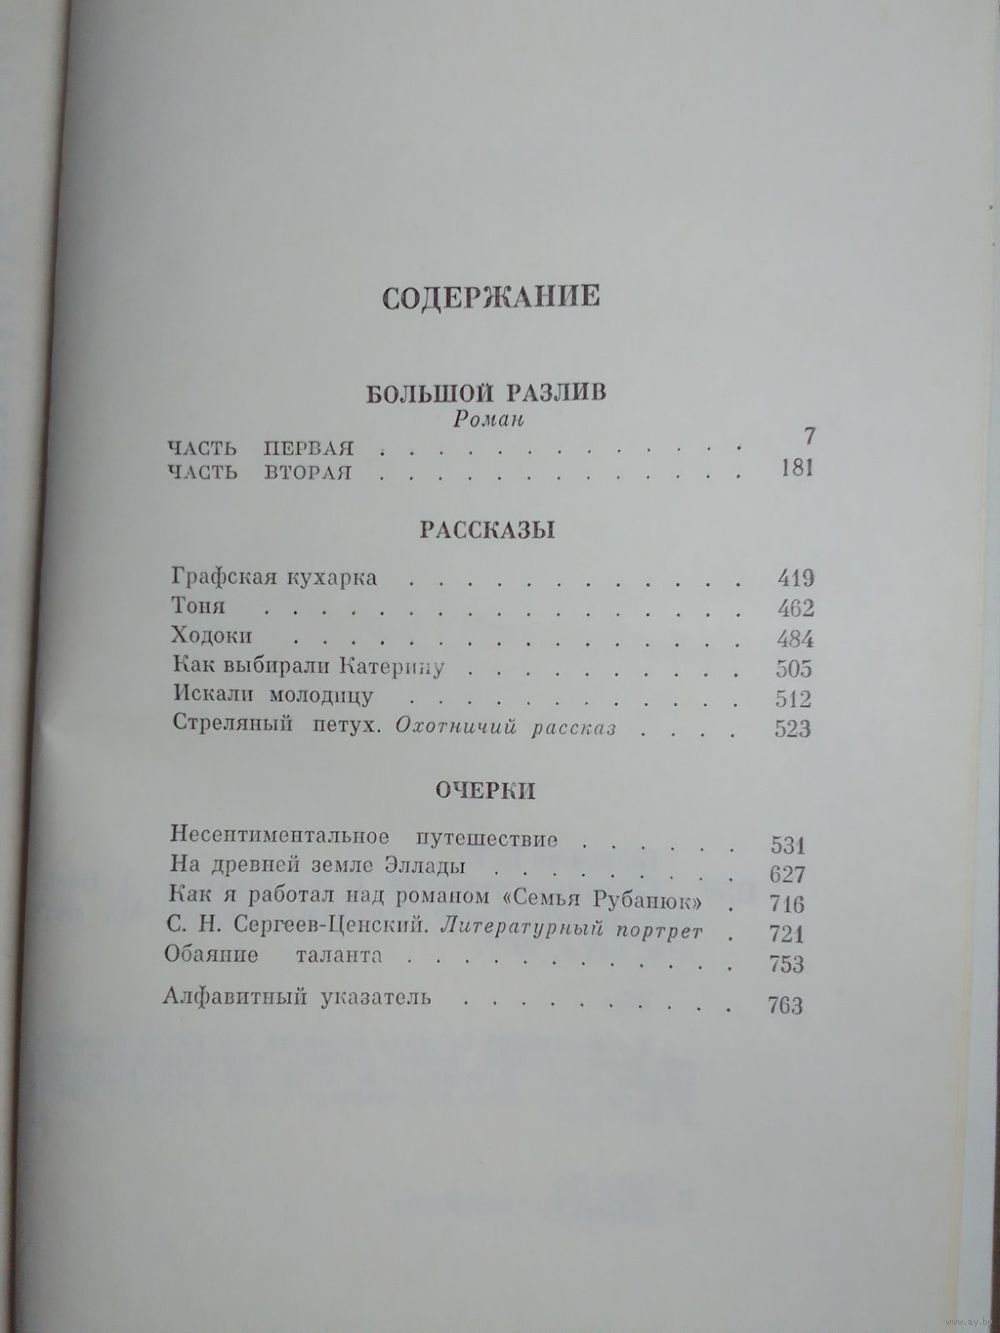 СОДЕРЖАНИЕ
БОЛЬШОЙ РАЗЛИВ
Роман
ЧАСТЬ ПЕРВАЯ . . . . . . . . . . . . . 7
ЧАСТЬ ВТОРАЯ . . . . . . . . . . . . . 181
РАССКАЗЫ
Графская кухарка . . . . . . . . . . . . 419
Тоня . . . . . . . . . . . . . . . . . 462
Ходоки . . . . . . . . . . . . . . . . 484
Как выбирали Катерину . . . . . . . . . . 505
Искали молодицу . . . . . . . . . . . . 512
Стреляный петух. Охотничий рассказ . . . . 523
ОЧЕРКИ
Несентиментальное путешествие . . . . . . 531
На древней земле Эллады . . . . . . . . . 627
Как я работал над романом «Семья Рубанюк» . 716
С. Н. Сергеев-Ценский. Литературный портрет . 721
Обаяние таланта . . . . . . . . . . . . 753
Алфавитный указатель . . . . . . . . . . 763
www.ay.by